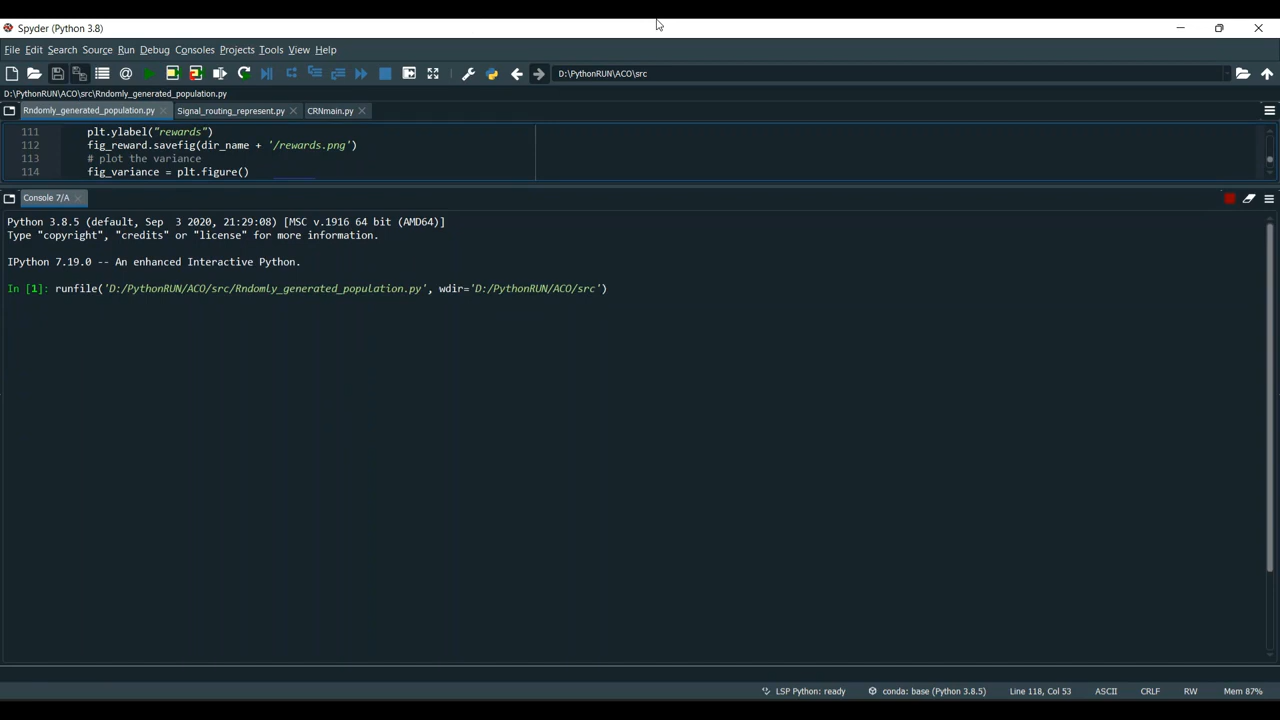 Spyder (Python 3.8)
File Edit Search Source Run Debug Consoles Projects Tools View Help
D:\PythonRUN\ACO\src
D:\PythonRUN\ACO\src\Rndomly_generated_population.py
Rndomly_generated_population.py Signal_routing_represent.py CRNmain.py
111 plt.ylabel("rewards")
112 fig_reward.savefig(dir_name + '/rewards.png')
113 # plot the variance
114 fig_variance = plt.figure()
Console 7/A
Python 3.8.5 (default, Sep  3 2020, 21:29:08) [MSC v.1916 64 bit (AMD64)]
Type "copyright", "credits" or "license" for more information.
IPython 7.19.0 -- An enhanced Interactive Python.
In [1]: runfile('D:/PythonRUN/ACO/src/Rndomly_generated_population.py', wdir='D:/PythonRUN/ACO/src')
LSP Python: ready conda: base (Python 3.8.5) Line 118, Col 53 ASCII CRLF RW Mem 87%